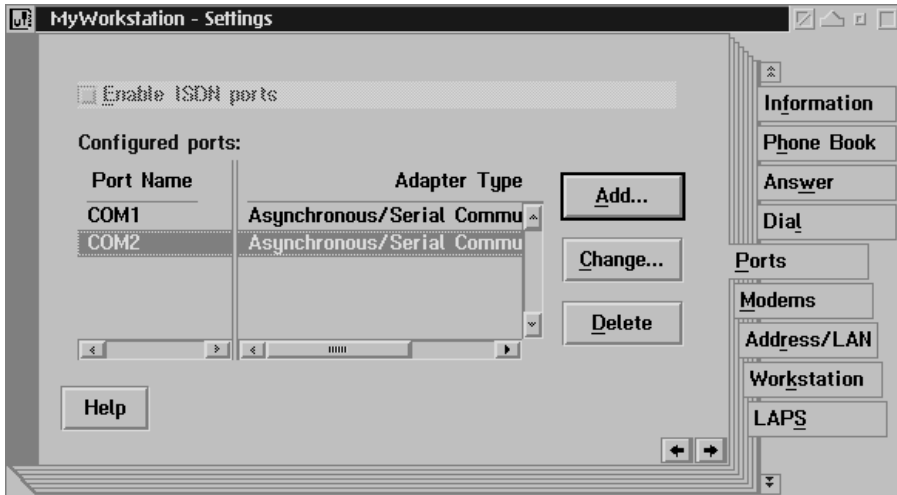 MyWorkstation - Settings
Enable ISDN ports
Configured ports:
Port Name
Adapter Type
COM1
Asynchronous/Serial Commu
COM2
Asynchronous/Serial Commu
Add...
Change...
Delete
Help
Information
Phone Book
Answer
Dial
Ports
Modems
Address/LAN
Workstation
LAPS